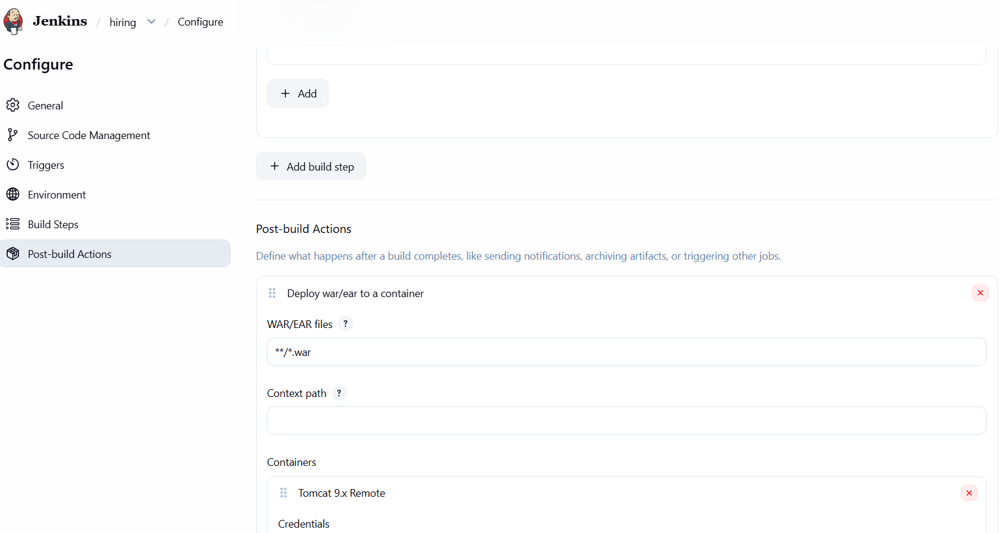 Jenkins / hiring / Configure
Configure
General
Source Code Management
Triggers
Environment
Build Steps
Post-build Actions
+ Add
+ Add build step
Post-build Actions
Define what happens after a build completes, like sending notifications, archiving artifacts, or triggering other jobs.
Deploy war/ear to a container
WAR/EAR files ?
**/*.war
Context path ?
Containers
Tomcat 9.x Remote
Credentials